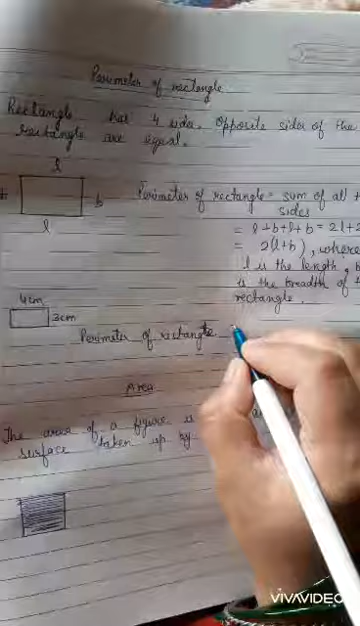 Perimeter of rectangle
Rectangle has 4 sides. Opposite sides of the
rectangle are equal.
l
b
l
Perimeter of rectangle = sum of all
sides
= l+b+l+b = 2l+2
= 2(l+b), where
l is the length,
is the breadth of
rectangle.
4cm
3cm
Perimeter of rectangle
Area
The area of a figure is
surface taken up by
VIVAVIDEO